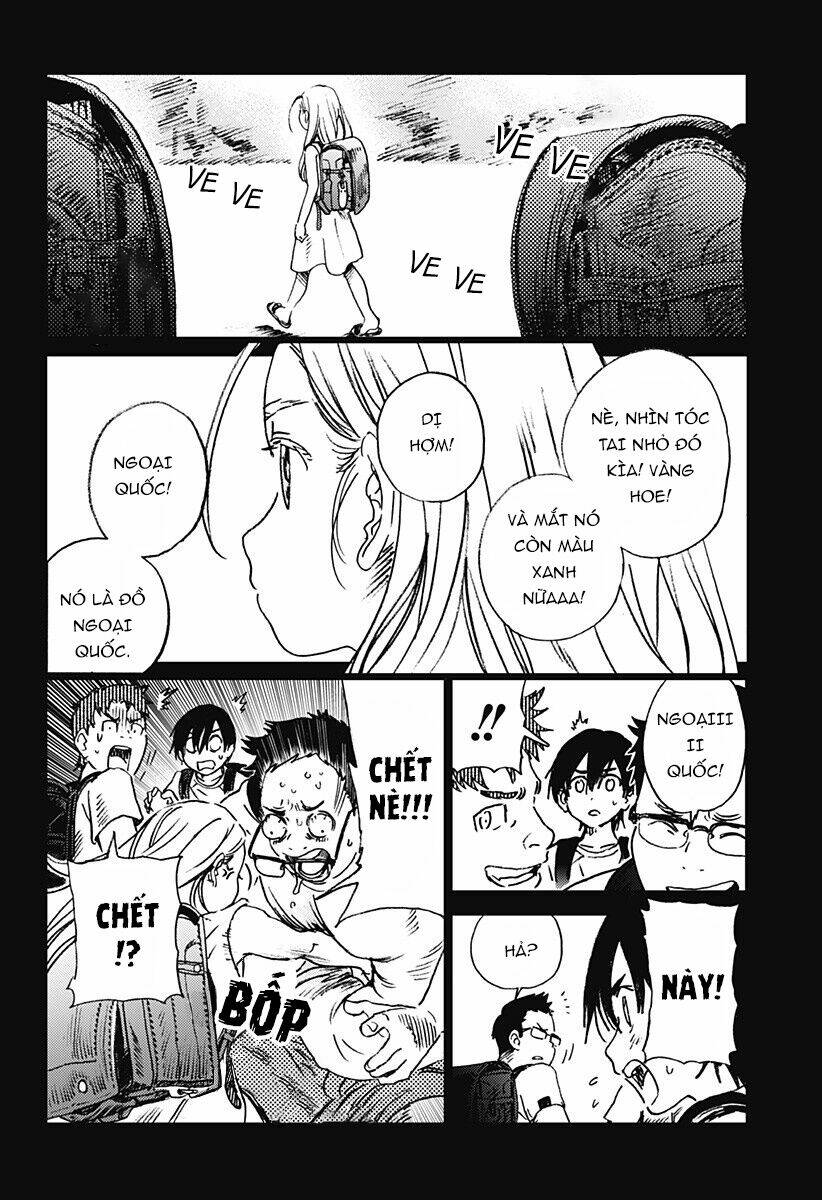 VE VE
VE VE
VE VE
NÈ, NHÌN TÓC
TAI NHỎ ĐÓ
KÌA! VÀNG
HOE!
VÀ MẮT NÓ
CÒN MÀU
XANH
NỮAAA!
DỊ
HỢM!
NGOẠI
QUỐC!
NÓ LÀ ĐỒ
NGOẠI
QUỐC.
NGOẠIII
II
QUỐC!
!!
NÀY!
HẢ?
CHẾT
NÈ!!!
CHẾT
!?
BỐP